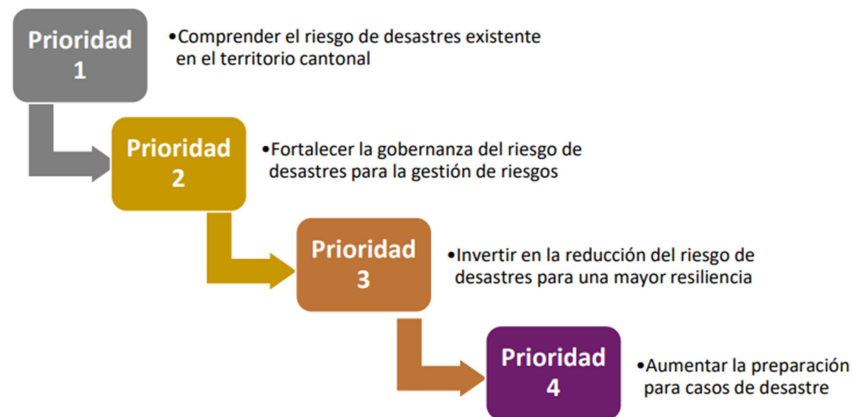 Prioridad
1
•Comprender el riesgo de desastres existente
en el territorio cantonal
Prioridad
2
•Fortalecer la gobernanza del riesgo de
desastres para la gestión de riesgos
Prioridad
3
•Invertir en la reducción del riesgo de
desastres para una mayor resiliencia
Prioridad
4
•Aumentar la preparación
para casos de desastre